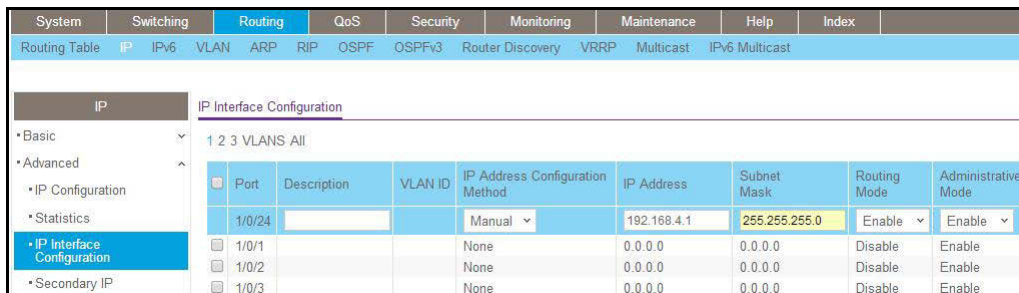 System Switching Routing QoS Security Monitoring Maintenance Help Index
Routing Table IP IPv6 VLAN ARP RIP OSPF OSPFv3 Router Discovery VRRP Multicast IPv6 Multicast
IP
Basic
Advanced
IP Configuration
Statistics
IP Interface
Configuration
Secondary IP
IP Interface Configuration
1 2 3 VLANS All
Port Description VLAN ID IP Address Configuration Method IP Address Subnet Mask Routing Mode Administrative Mode
1/0/24 Manual 192.168.4.1 255.255.255.0 Enable Enable
1/0/1 None 0.0.0.0 0.0.0.0 Disable Enable
1/0/2 None 0.0.0.0 0.0.0.0 Disable Enable
1/0/3 None 0.0.0.0 0.0.0.0 Disable Enable